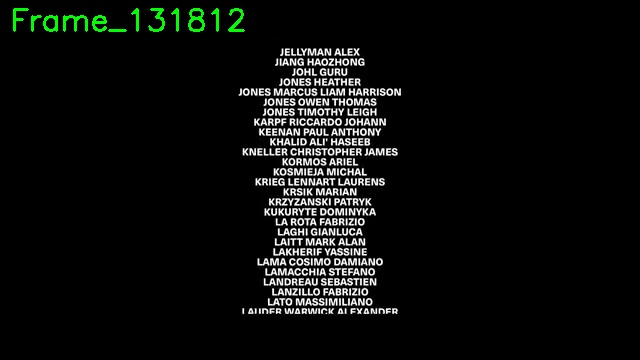 Frame_131812
JELLYMAN ALEX
JIANG HAOZHONG
JOHL GURU
JONES HEATHER
JONES MARCUS LIAM HARRISON
JONES OWEN THOMAS
JONES TIMOTHY LEIGH
KARPF RICCARDO JOHANN
KEENAN PAUL ANTHONY
KHALID ALI' HASEEB
KNELLER CHRISTOPHER JAMES
KORMOS ARIEL
KOSMIEJA MICHAL
KRIEG LENNART LAURENS
KRSIK MARIAN
KRZYZANSKI PATRYK
KUKURYTE DOMINYKA
LA ROTA FABRIZIO
LAGHI GIANLUCA
LAITT MARK ALAN
LAKHERIF YASSINE
LAMA COSIMO DAMIANO
LAMACCHIA STEFANO
LANDREAU SEBASTIEN
LANZILLO FABRIZIO
LATO MASSIMILIANO
LAUDER WARWICK ALEXANDER